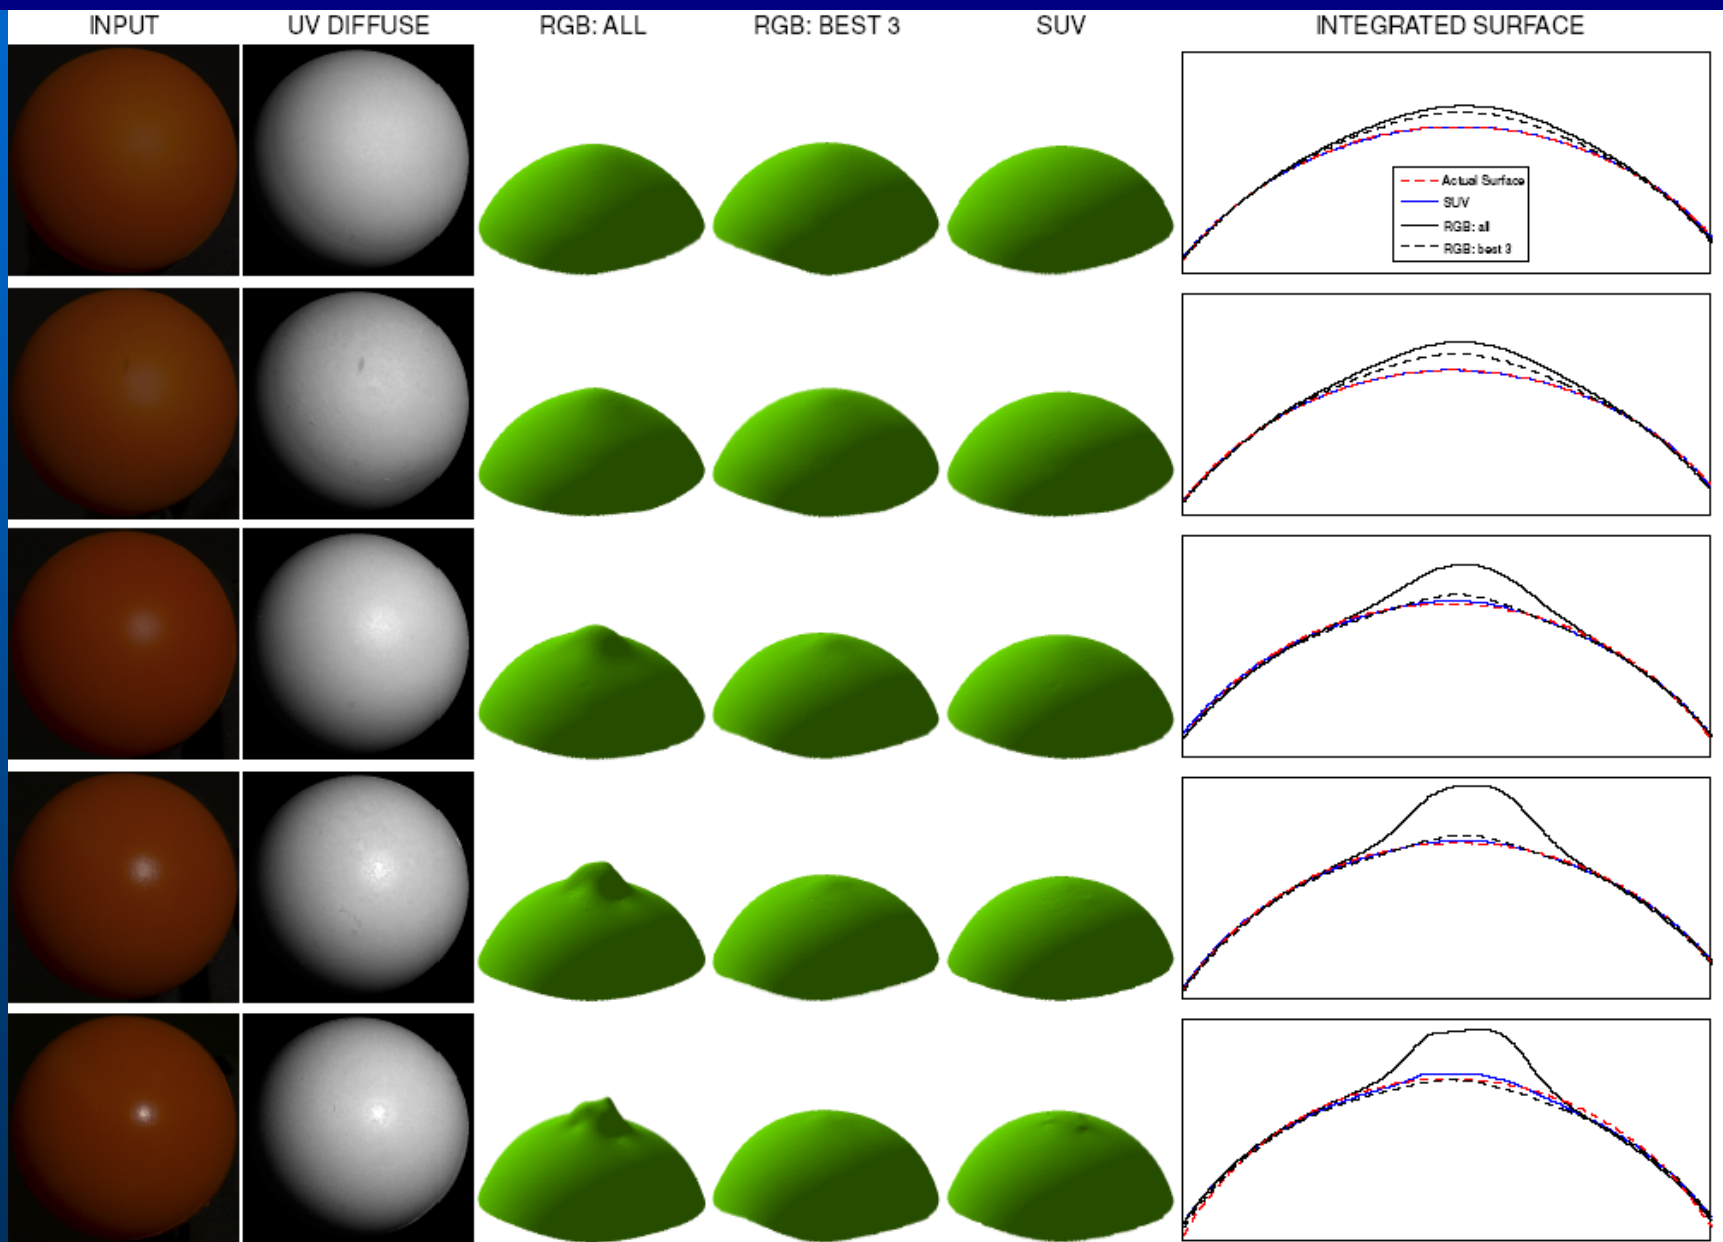 INPUT
UV DIFFUSE
RGB: ALL
RGB: BEST 3
SUV
INTEGRATED SURFACE
Actual Surface
SUV
RGB: all
RGB: best 3